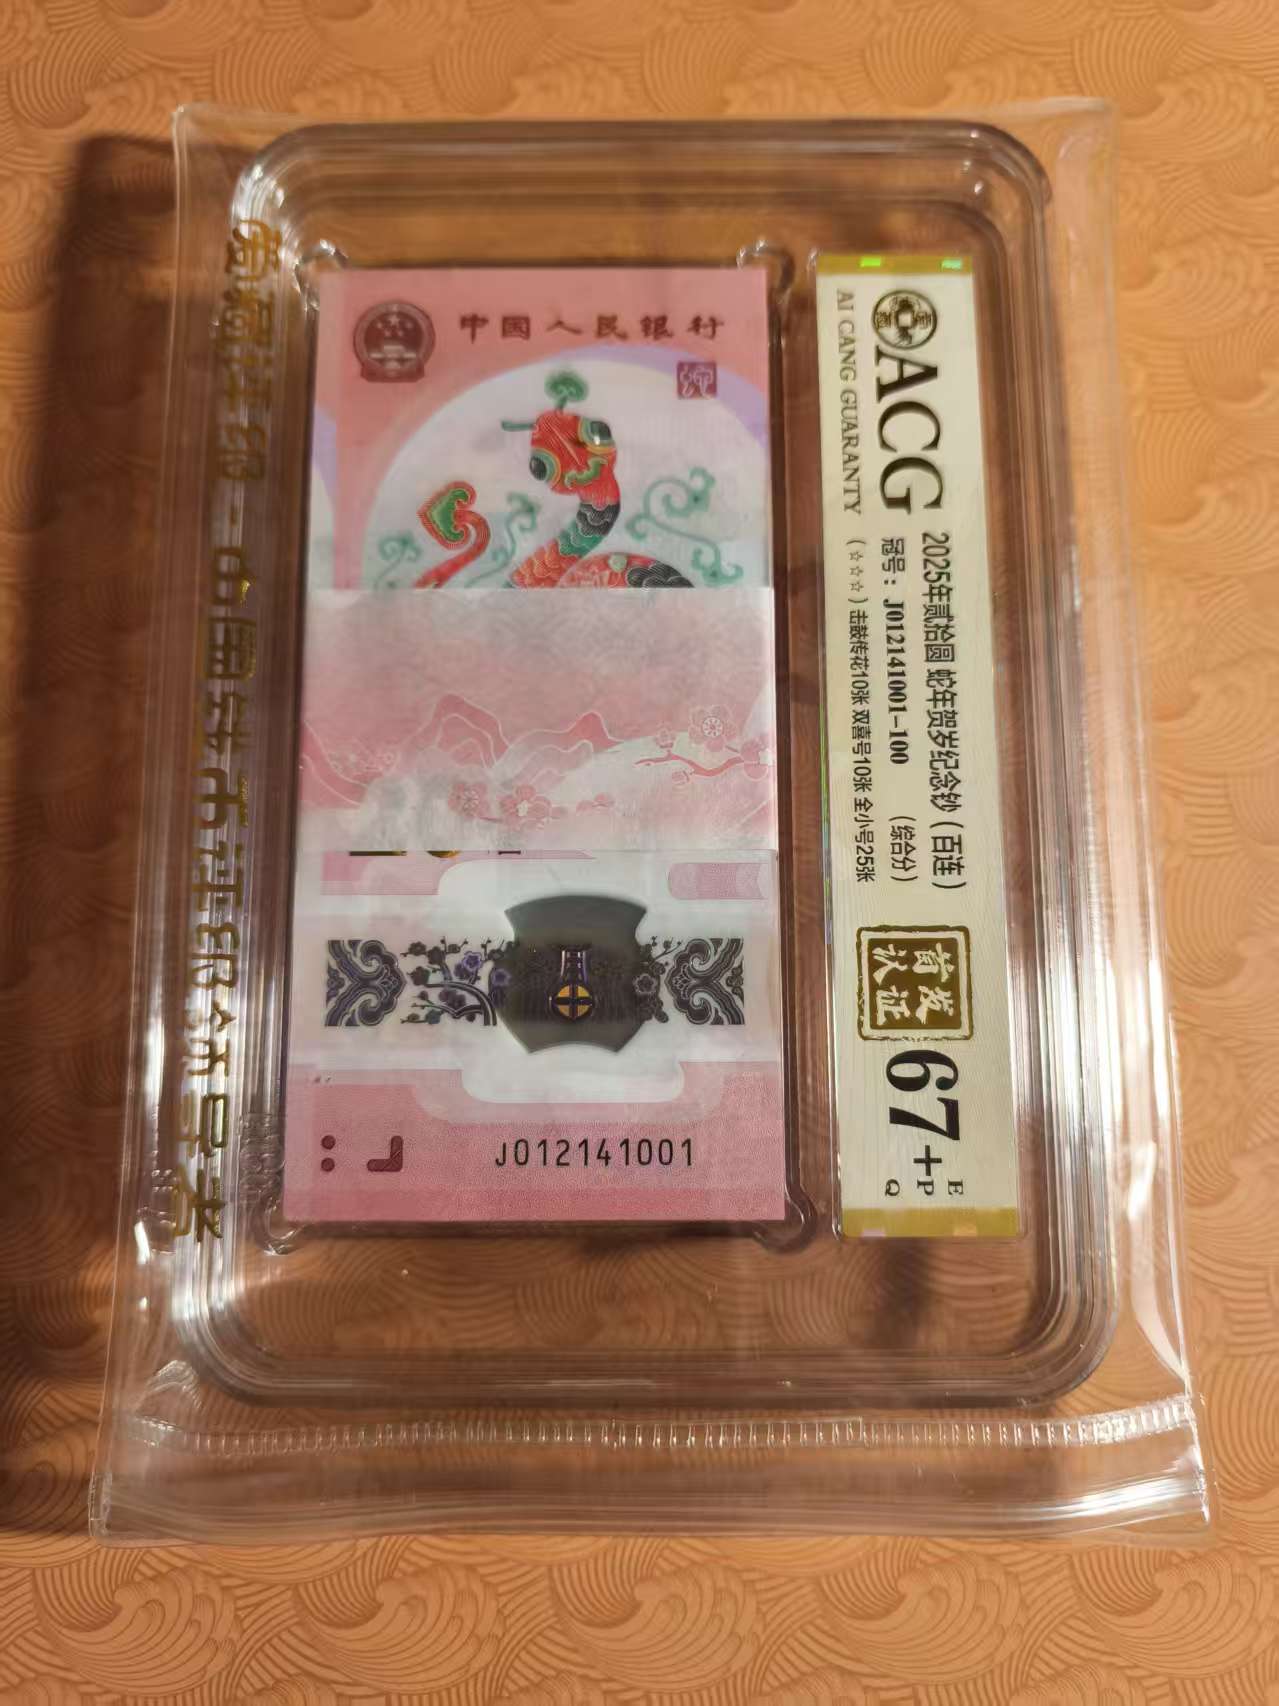 中国人民银行
J012141001
ACG
AI CANG GUARANTY
2025年贰拾圆 蛇年贺岁纪念钞（百连）
冠号：J012141001-100 （综合分）
（☆☆☆）击鼓传花10张 双喜号10张 全小号25张
首发
认证
67+
E
P
Q